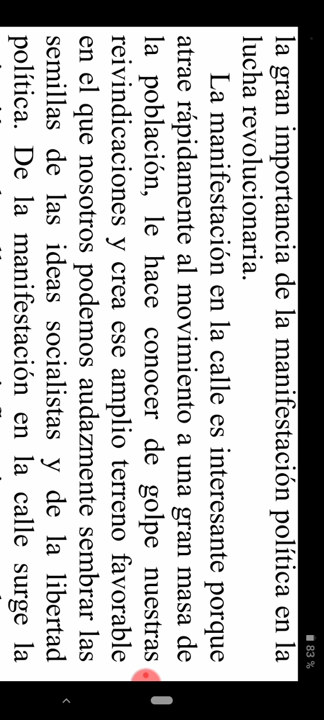 la gran importancia de la manifestación política en la
lucha revolucionaria.
La manifestación en la calle es interesante porque
atrae rápidamente al movimiento a una gran masa de
la población, le hace conocer de golpe nuestras
reivindicaciones y crea ese amplio terreno favorable
en el que nosotros podemos audazmente sembrar las
semillas de las ideas socialistas y de la libertad
política. De la manifestación en la calle surge la
83 %